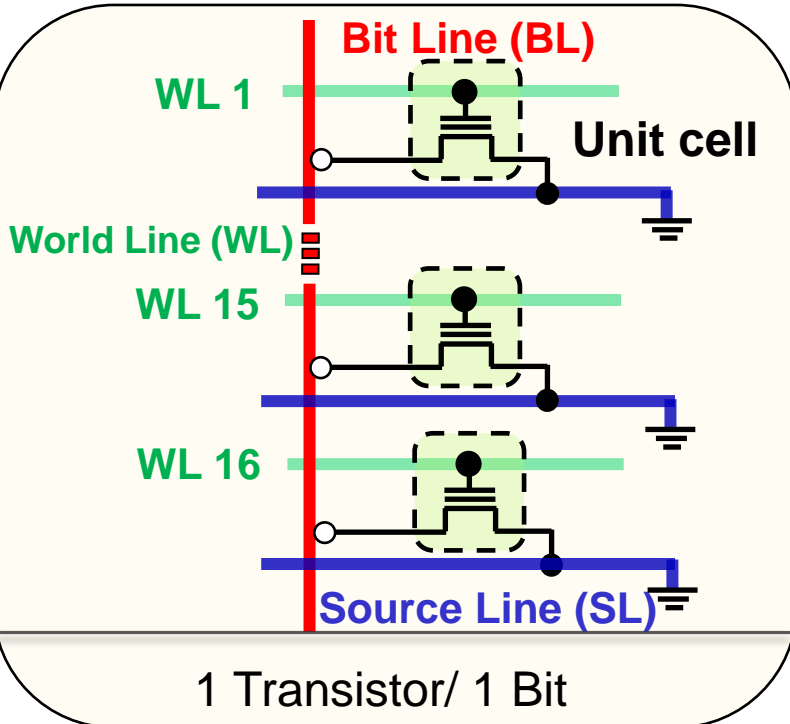 Bit Line (BL)
WL 1
Unit cell
World Line (WL)
WL 15
WL 16
Source Line (SL)
1 Transistor/ 1 Bit